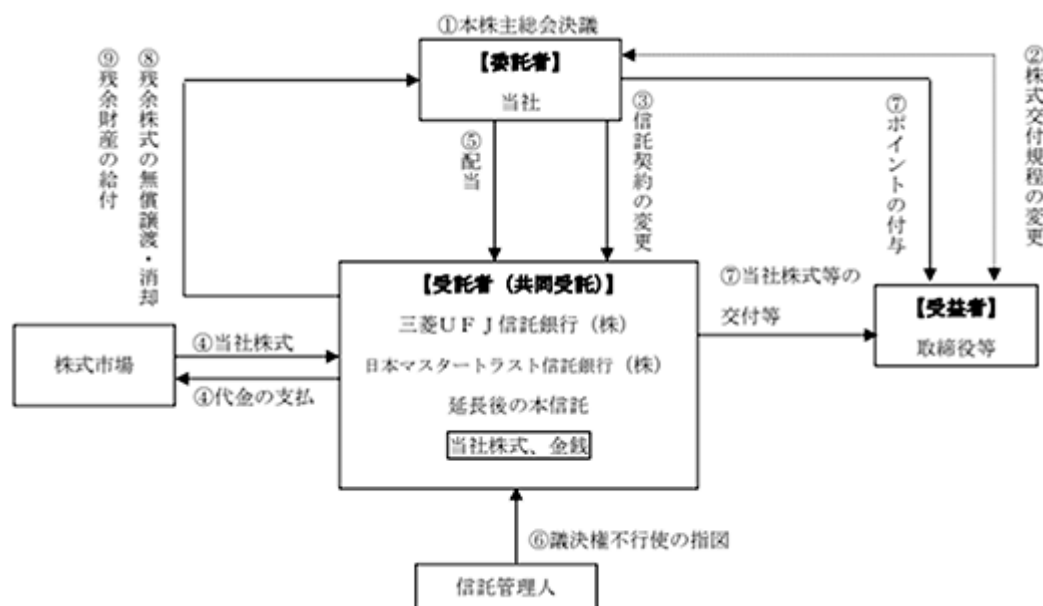 ①本株主総会決議
【委託者】
当社
⑨残余財産の給付
⑧残余株式の無償譲渡・消却
⑤配当
③信託契約の変更
⑦ポイントの付与
②株式交付規程の変更
【受託者（共同受託）】
三菱ＵＦＪ信託銀行（株）
日本マスタートラスト信託銀行（株）
延長後の本信託
当社株式、金銭
⑦当社株式等の
交付等
【受益者】
取締役等
株式市場
④当社株式
④代金の支払
⑥議決権不行使の指図
信託管理人